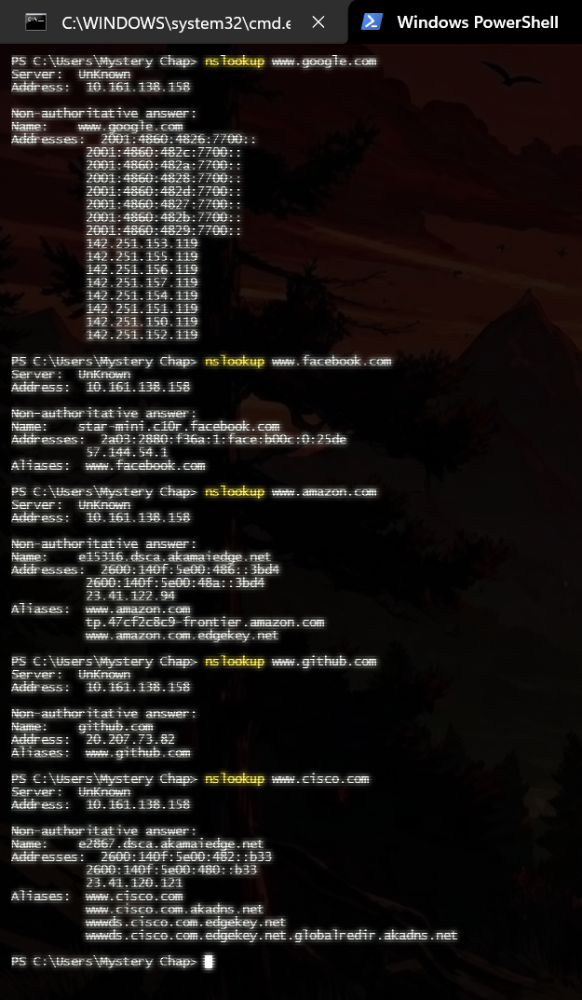 C:\WINDOWS\system32\cmd.e
Windows PowerShell
PS C:\Users\Mystery Chap> nslookup www.google.com
Server:  UnKnown
Address:  10.161.138.158
Non-authoritative answer:
Name:    www.google.com
Addresses:  2001:4860:4826:7700::
2001:4860:482c:7700::
2001:4860:482a:7700::
2001:4860:4828:7700::
2001:4860:482d:7700::
2001:4860:4827:7700::
2001:4860:482b:7700::
2001:4860:4829:7700::
142.251.153.119
142.251.155.119
142.251.156.119
142.251.157.119
142.251.154.119
142.251.151.119
142.251.150.119
142.251.152.119
PS C:\Users\Mystery Chap> nslookup www.facebook.com
Server:  UnKnown
Address:  10.161.138.158
Non-authoritative answer:
Name:    star-mini.c10r.facebook.com
Addresses:  2a03:2880:f36a:1:face:b00c:0:25de
57.144.54.1
Aliases:  www.facebook.com
PS C:\Users\Mystery Chap> nslookup www.amazon.com
Server:  UnKnown
Address:  10.161.138.158
Non-authoritative answer:
Name:    e15316.dsca.akamaiedge.net
Addresses:  2600:140f:5e00:486::3bd4
2600:140f:5e00:48a::3bd4
23.41.122.94
Aliases:  www.amazon.com
tp.47cf2c8c9-frontier.amazon.com
www.amazon.com.edgekey.net
PS C:\Users\Mystery Chap> nslookup www.github.com
Server:  UnKnown
Address:  10.161.138.158
Non-authoritative answer:
Name:    github.com
Address:  20.207.73.82
Aliases:  www.github.com
PS C:\Users\Mystery Chap> nslookup www.cisco.com
Server:  UnKnown
Address:  10.161.138.158
Non-authoritative answer:
Name:    e2867.dsca.akamaiedge.net
Addresses:  2600:140f:5e00:482::b33
2600:140f:5e00:480::b33
23.41.120.121
Aliases:  www.cisco.com
www.cisco.com.akadns.net
wwwds.cisco.com.edgekey.net
wwwds.cisco.com.edgekey.net.globalredir.akadns.net
PS C:\Users\Mystery Chap>